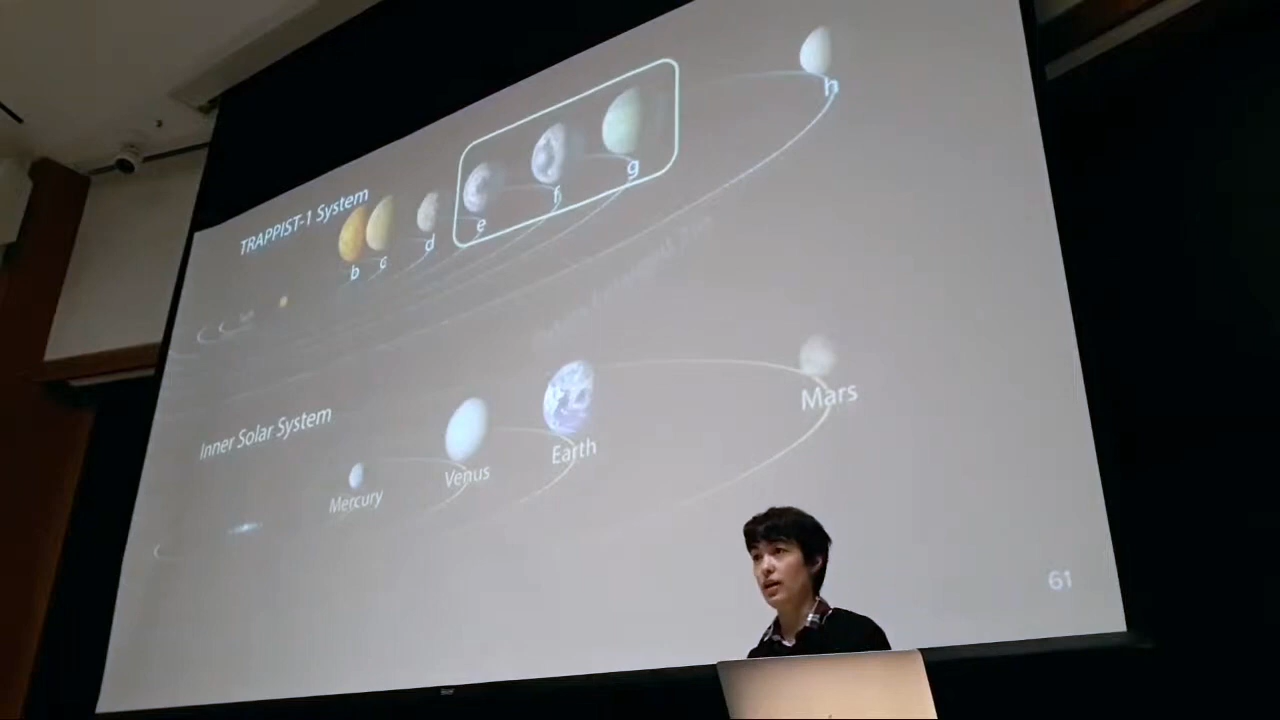 TRAPPIST-1 System
b
c
d
e
f
g
h
Inner Solar System
Mercury
Venus
Earth
Mars
61